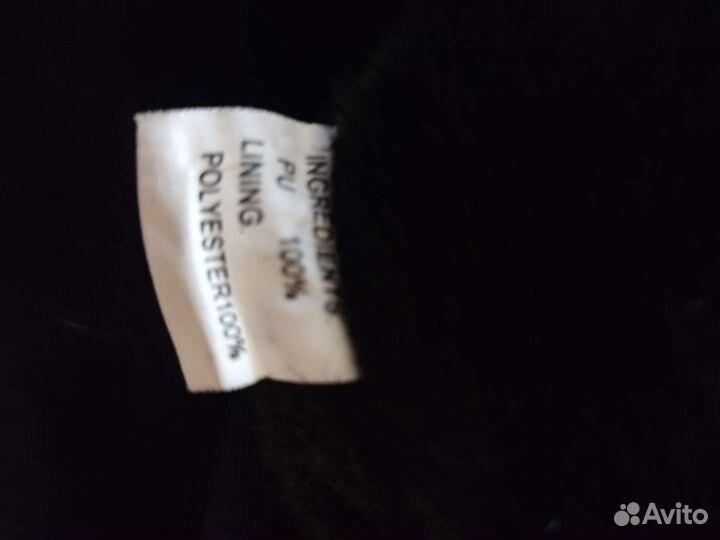 INGREDIENTS
PU 100%
LINING
POLYESTER100%
Avito